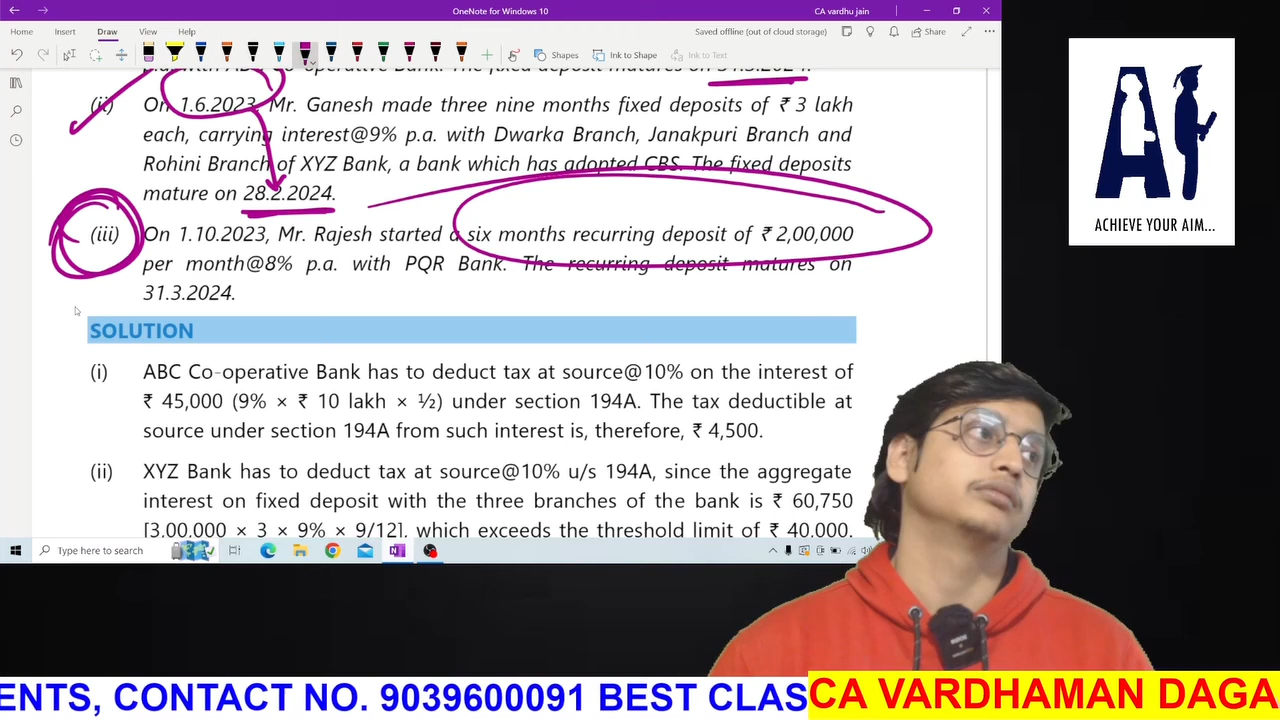 OneNote for Windows 10
CA vardhu jain
Home
Insert
Draw
View
Help
Saved offline (out of cloud storage)
Share
Shapes
Ink to Shape
Ink to Text
(ii) On 1.6.2023, Mr. Ganesh made three nine months fixed deposits of ₹ 3 lakh
each, carrying interest@9% p.a. with Dwarka Branch, Janakpuri Branch and
Rohini Branch of XYZ Bank, a bank which has adopted CBS. The fixed deposits
mature on 28.2.2024.
(iii) On 1.10.2023, Mr. Rajesh started a six months recurring deposit of ₹ 2,00,000
per month@8% p.a. with PQR Bank. The recurring deposit matures on
31.3.2024.
SOLUTION
(i) ABC Co-operative Bank has to deduct tax at source@10% on the interest of
₹ 45,000 (9% × ₹ 10 lakh × ½) under section 194A. The tax deductible at
source under section 194A from such interest is, therefore, ₹ 4,500.
(ii) XYZ Bank has to deduct tax at source@10% u/s 194A, since the aggregate
interest on fixed deposit with the three branches of the bank is ₹ 60,750
[3,00,000 × 3 × 9% × 9/12], which exceeds the threshold limit of ₹ 40,000.
Type here to search
ACHIEVE YOUR AIM...
ENTS, CONTACT NO. 9039600091 BEST CLAS
CA VARDHAMAN DAGA